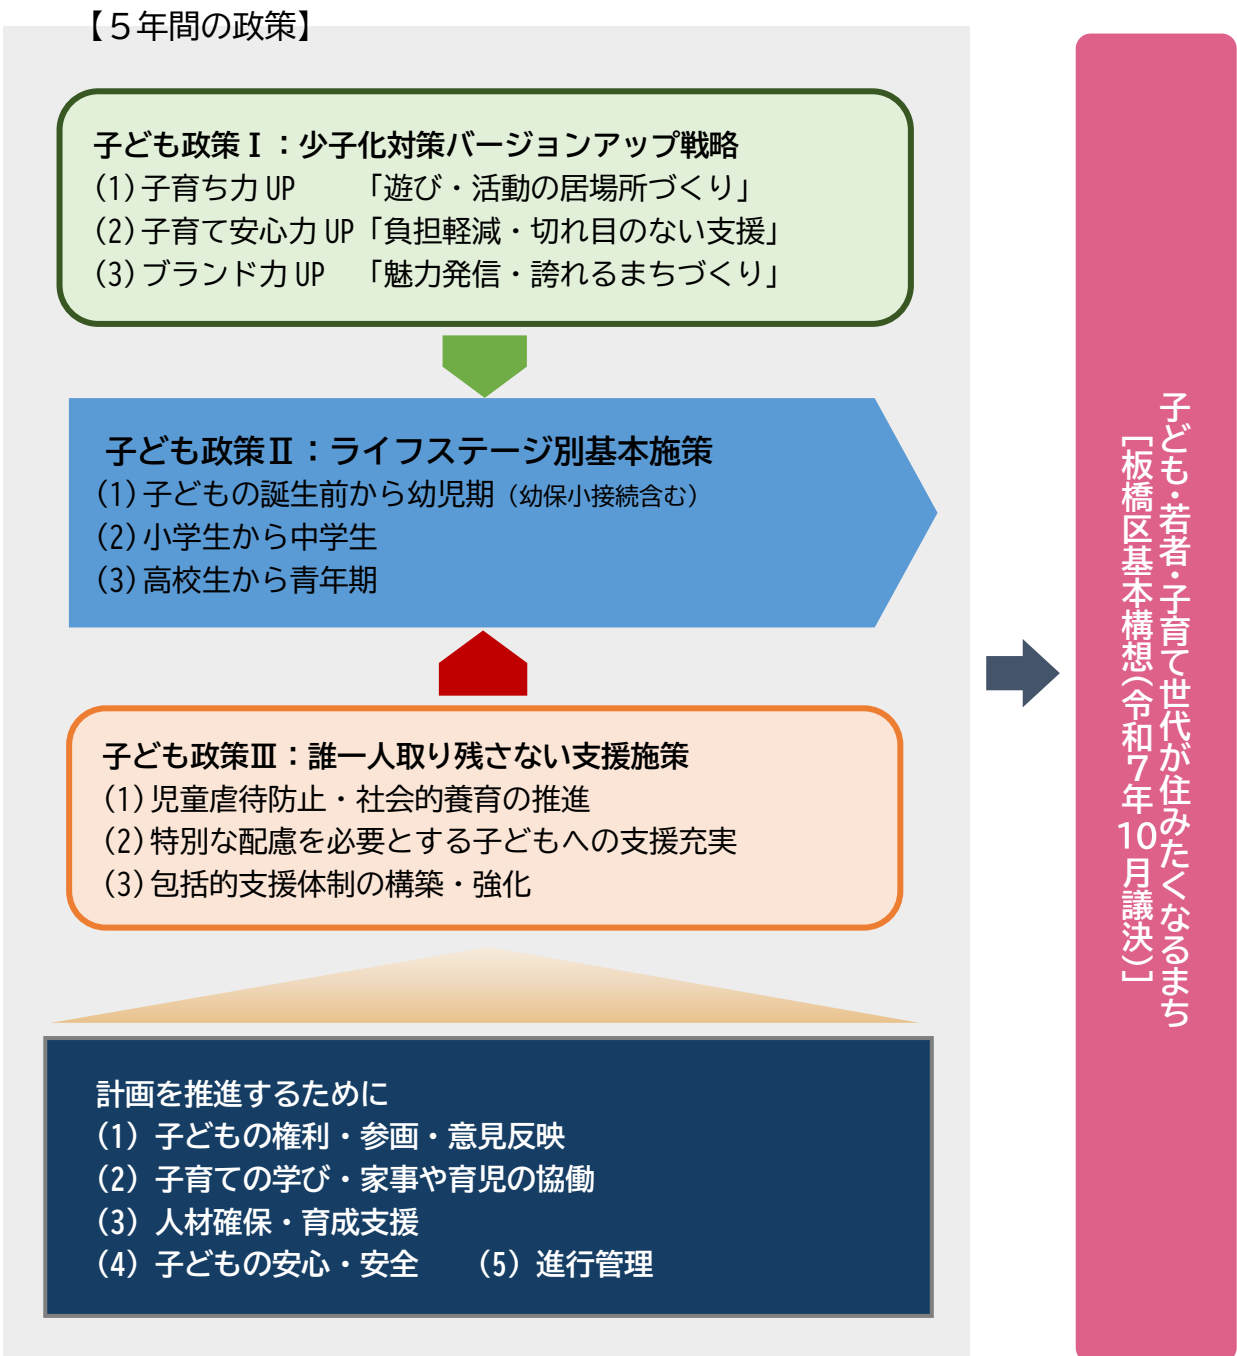 【５年間の政策】
子ども政策Ⅰ：少子化対策バージョンアップ戦略
(1)子育ち力UP　　「遊び・活動の居場所づくり」
(2)子育て安心力UP「負担軽減・切れ目のない支援」
(3)ブランド力UP　「魅力発信・誇れるまちづくり」
子ども政策Ⅱ：ライフステージ別基本施策
(1)子どもの誕生前から幼児期（幼保小接続含む）
(2)小学生から中学生
(3)高校生から青年期
子ども政策Ⅲ：誰一人取り残さない支援施策
(1)児童虐待防止・社会的養育の推進
(2)特別な配慮を必要とする子どもへの支援充実
(3)包括的支援体制の構築・強化
計画を推進するために
(1) 子どもの権利・参画・意見反映
(2) 子育ての学び・家事や育児の協働
(3) 人材確保・育成支援
(4) 子どもの安心・安全　　(5) 進行管理
子ども・若者・子育て世代が住みたくなるまち
［板橋区基本構想（令和７年10月議決）］